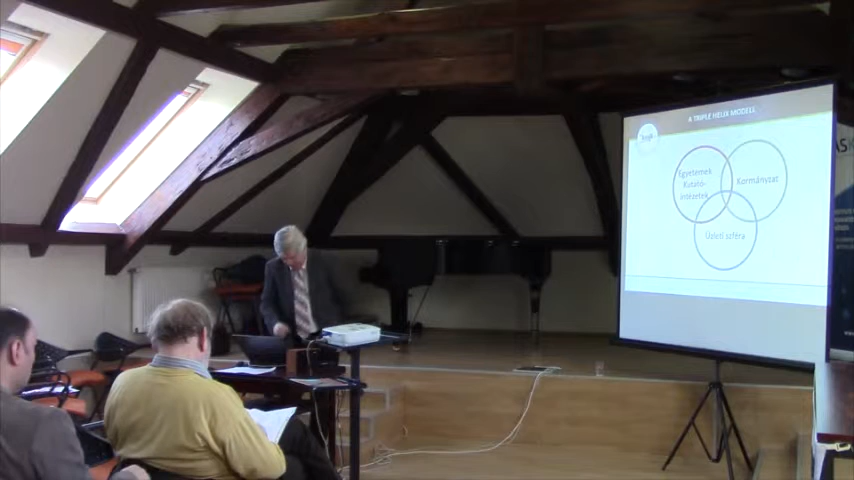 A TRIPLE HELIX MODELL
Egyetemek
Kutató-
intézetek
Kormányzat
Üzleti szféra